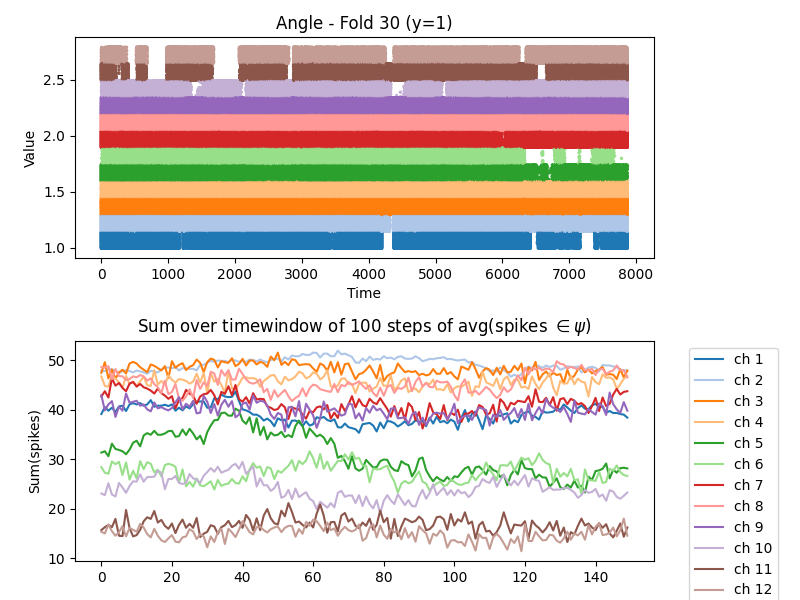 Angle - Fold 30 (y=1)
Value
2.5
2.0
1.5
1.0
0 1000 2000 3000 4000 5000 6000 7000 8000
Time
Sum over timewindow of 100 steps of avg(spikes ∈ ψ)
Sum(spikes)
50
40
30
20
10
0 20 40 60 80 100 120 140
ch 1
ch 2
ch 3
ch 4
ch 5
ch 6
ch 7
ch 8
ch 9
ch 10
ch 11
ch 12